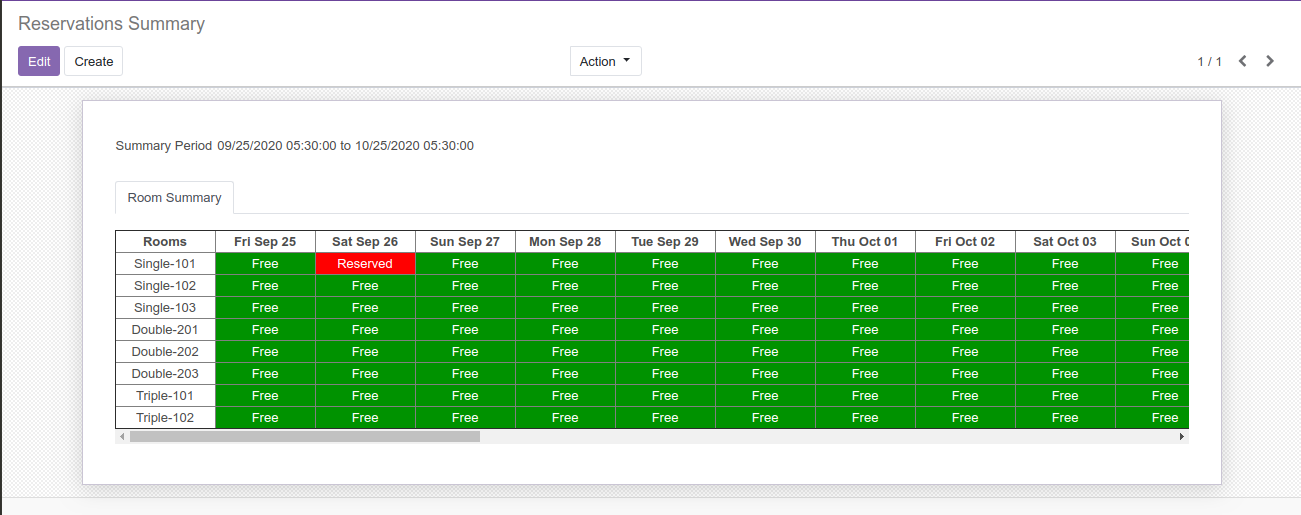 Reservations Summary
Edit Create Action 1 / 1
Summary Period 09/25/2020 05:30:00 to 10/25/2020 05:30:00
Room Summary
Rooms Fri Sep 25 Sat Sep 26 Sun Sep 27 Mon Sep 28 Tue Sep 29 Wed Sep 30 Thu Oct 01 Fri Oct 02 Sat Oct 03 Sun Oct
Single-101 Free Reserved Free Free Free Free Free Free Free Free
Single-102 Free Free Free Free Free Free Free Free Free Free
Single-103 Free Free Free Free Free Free Free Free Free Free
Double-201 Free Free Free Free Free Free Free Free Free Free
Double-202 Free Free Free Free Free Free Free Free Free Free
Double-203 Free Free Free Free Free Free Free Free Free Free
Triple-101 Free Free Free Free Free Free Free Free Free Free
Triple-102 Free Free Free Free Free Free Free Free Free Free